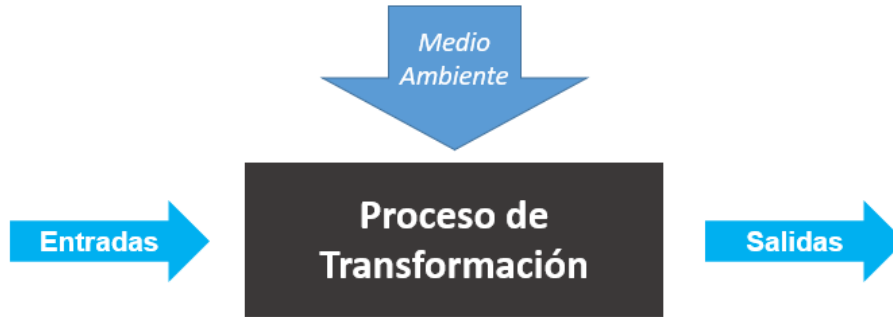 Medio
Ambiente
Entradas
Proceso de
Transformación
Salidas